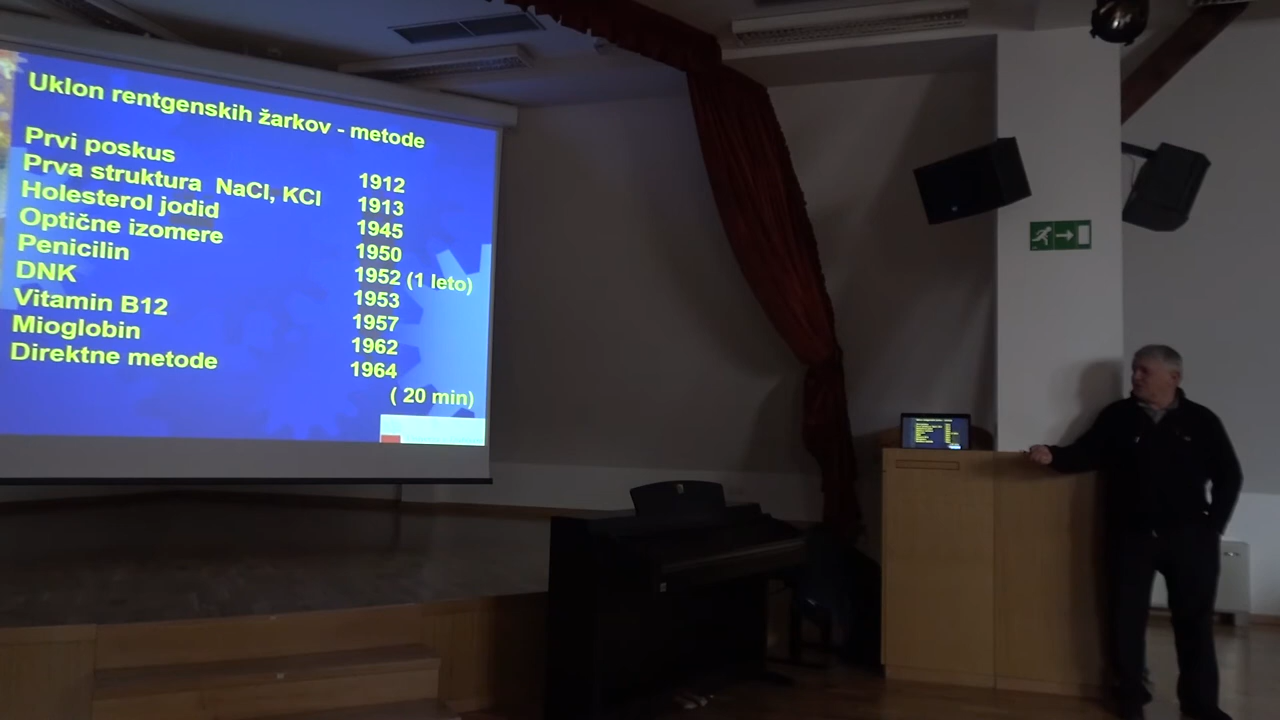 Uklon rentgenskih žarkov - metode
Prvi poskus 1912
Prva struktura NaCl, KCl 1913
Holesterol jodid 1945
Optične izomere 1950
Penicilin 1952 (1 leto)
DNK 1953
Vitamin B12 1957
Mioglobin 1962
Direktne metode 1964
( 20 min)